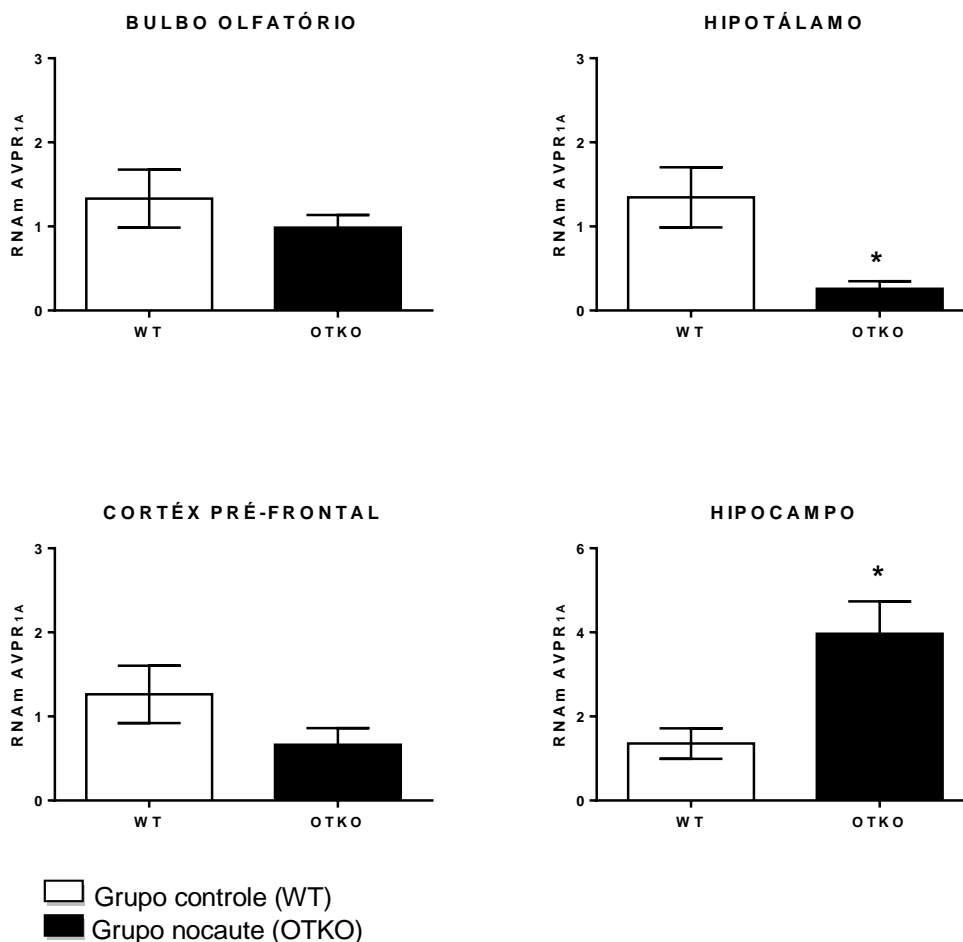 BULBO OLFATÓRIO
3
2
1
0
RNAm AVPR1A
WT
OTKO
HIPOTÁLAMO
3
2
1
0
RNAm AVPR1A
*
WT
OTKO
CORTÉX PRÉ-FRONTAL
3
2
1
0
RNAm AVPR1A
WT
OTKO
HIPOCAMPO
6
4
2
0
RNAm AVPR1A
*
WT
OTKO
Grupo controle (WT)
Grupo nocaute (OTKO)